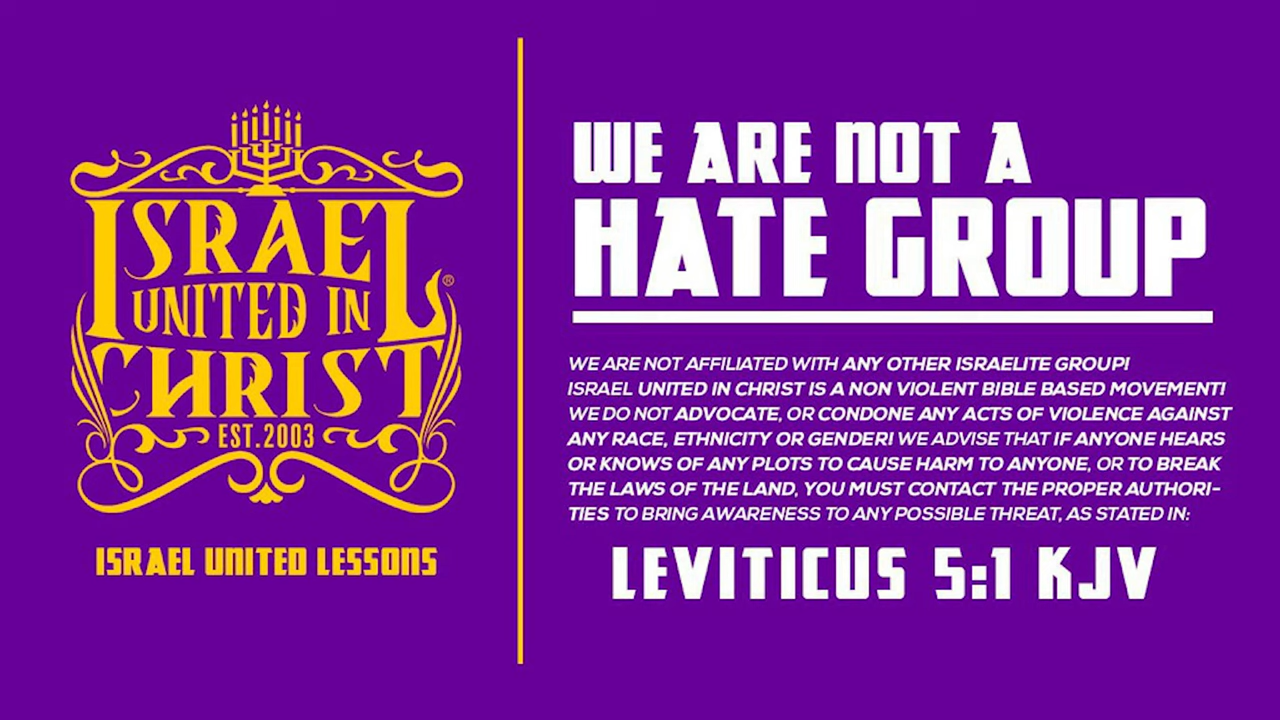 ISRAEL
UNITED IN
CHRIST
®
EST.2003
ISRAEL UNITED LESSONS
WE ARE NOT A
HATE GROUP
WE ARE NOT AFFILIATED WITH ANY OTHER ISRAELITE GROUP!
ISRAEL UNITED IN CHRIST IS A NON VIOLENT BIBLE BASED MOVEMENT!
WE DO NOT ADVOCATE, OR CONDONE ANY ACTS OF VIOLENCE AGAINST
ANY RACE, ETHNICITY OR GENDER! WE ADVISE THAT IF ANYONE HEARS
OR KNOWS OF ANY PLOTS TO CAUSE HARM TO ANYONE, OR TO BREAK
THE LAWS OF THE LAND, YOU MUST CONTACT THE PROPER AUTHORI-
TIES TO BRING AWARENESS TO ANY POSSIBLE THREAT, AS STATED IN:
LEVITICUS 5:1 KJV